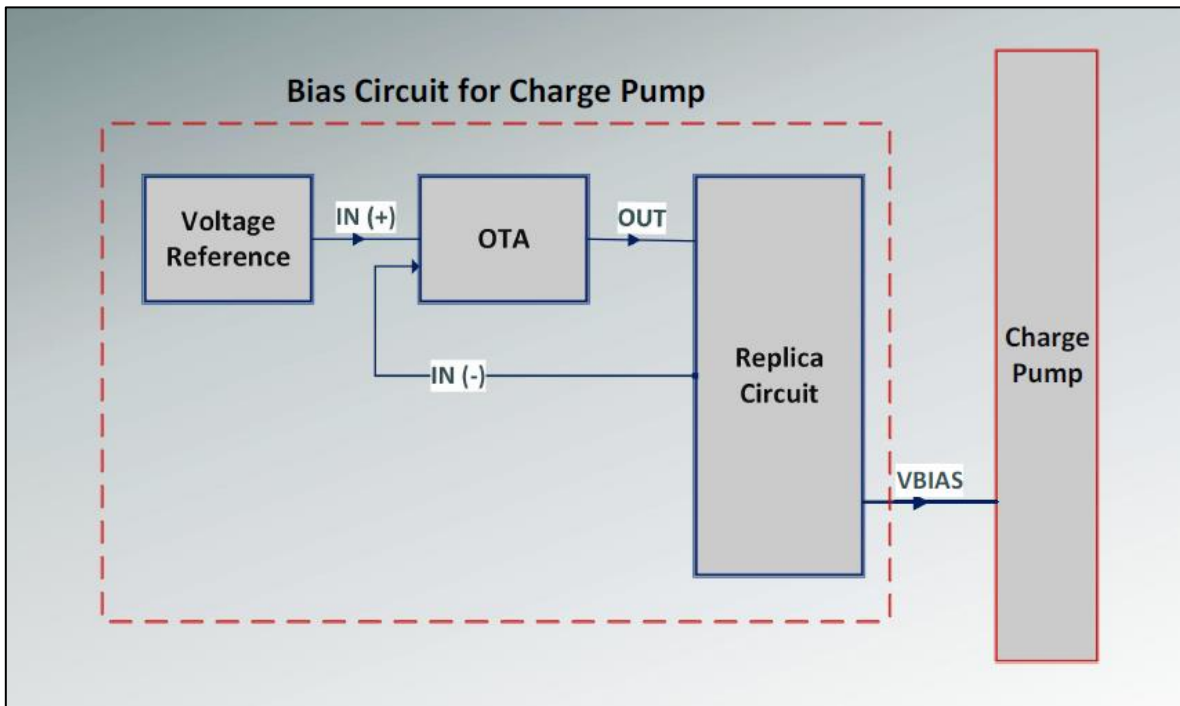 Bias Circuit for Charge Pump
Voltage
Reference
IN (+)
OTA
OUT
IN (-)
Replica
Circuit
VBIAS
Charge
Pump